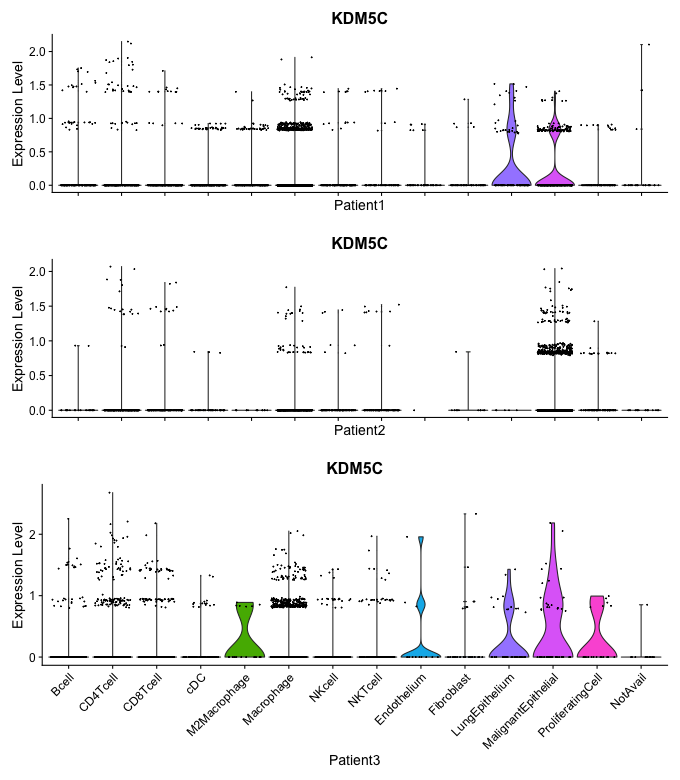 KDM5C
Expression Level
2.0
1.5
1.0
0.5
0.0
Patient1
KDM5C
Expression Level
2.0
1.5
1.0
0.5
0.0
Patient2
KDM5C
Expression Level
2
1
0
Bcell
CD4Tcell
CD8Tcell
cDC
M2Macrophage
Macrophage
NKcell
NKTcell
Endothelium
Fibroblast
LungEpithelium
MalignantEpithelial
ProliferatingCell
NotAvail
Patient3